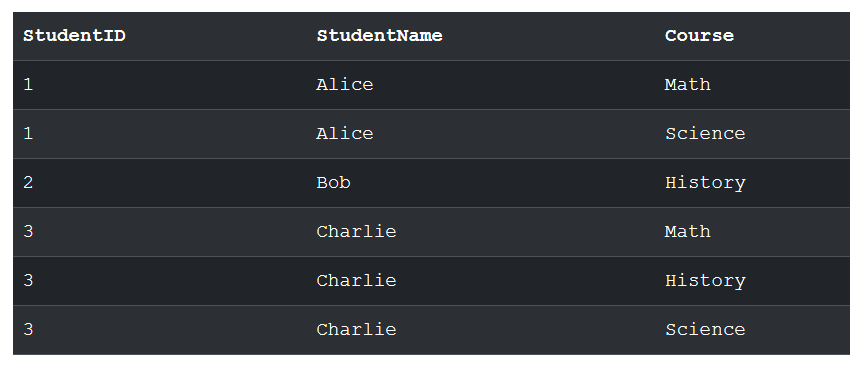 StudentID StudentName Course
1 Alice Math
1 Alice Science
2 Bob History
3 Charlie Math
3 Charlie History
3 Charlie Science